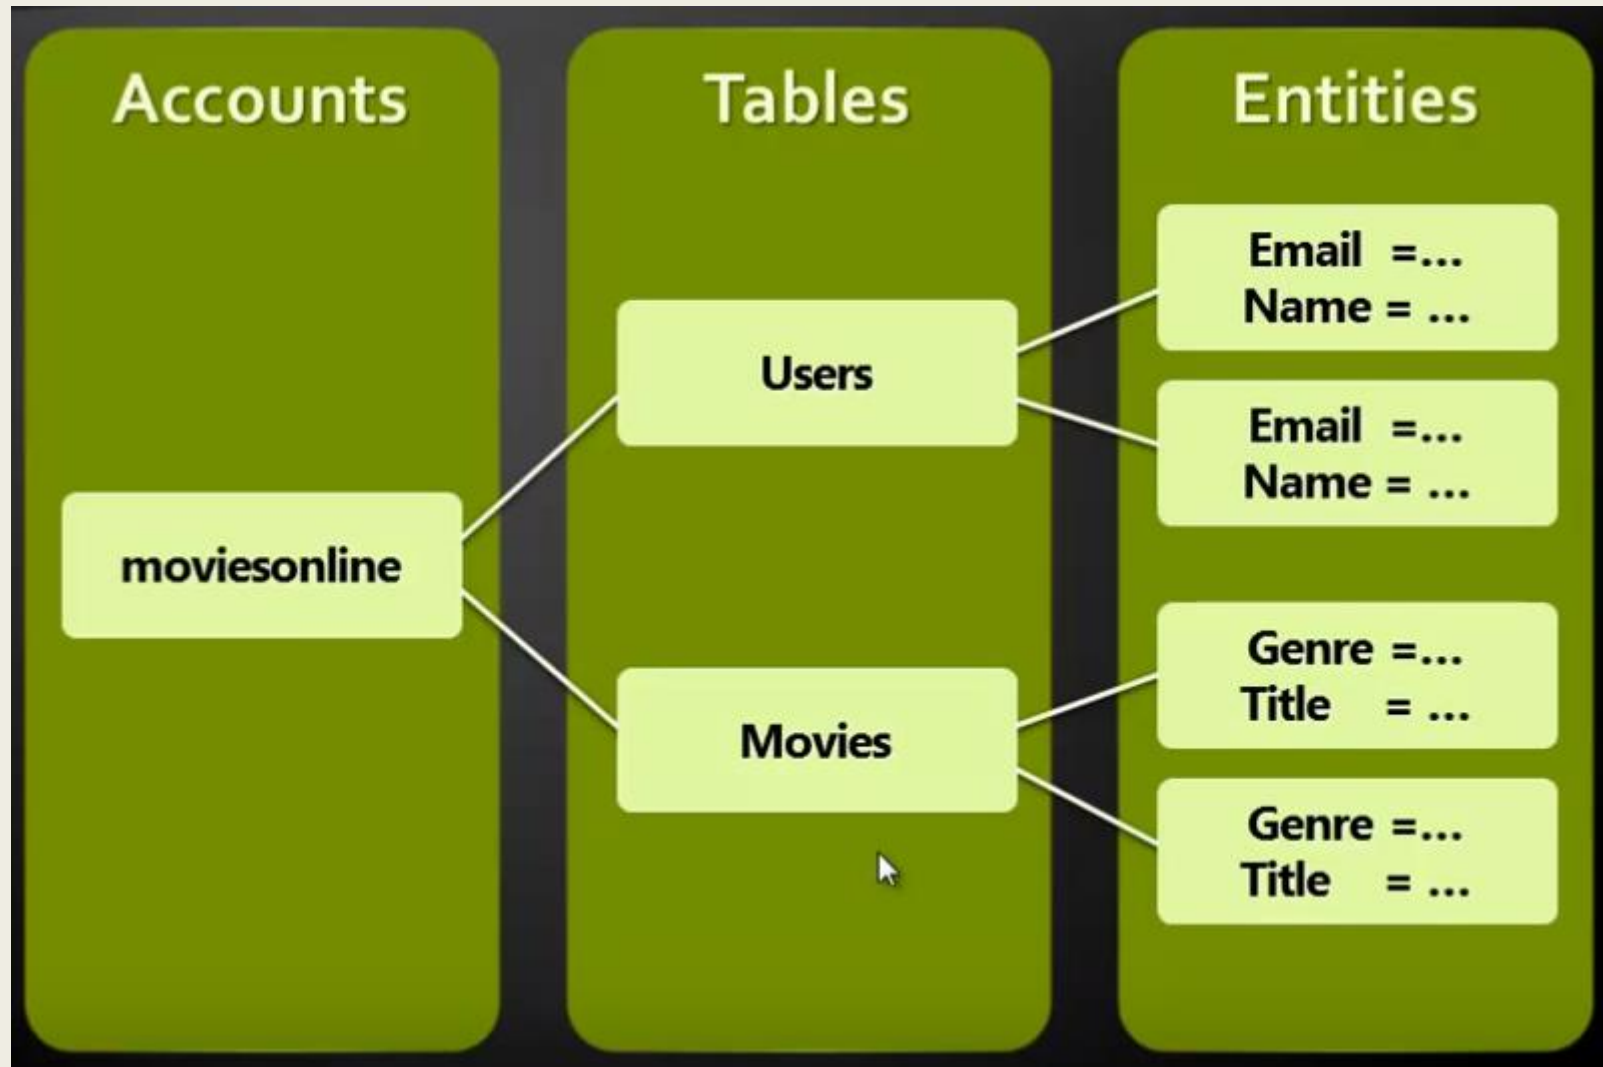 Accounts
moviesonline
Tables
Users
Movies
Entities
Email =...
Name = ...
Email =...
Name = ...
Genre =...
Title = ...
Genre =...
Title = ...